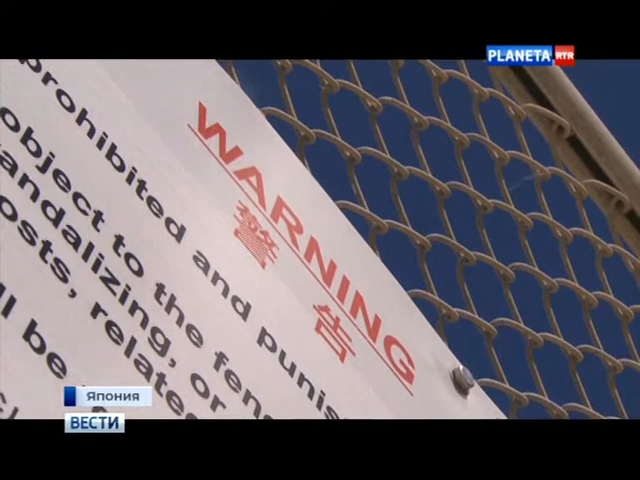 PLANETA RTR
WARNING
警 告
prohibited and punis
object to the fen
andalizing, or
osts, related
ll be
Япония
ВЕСТИ